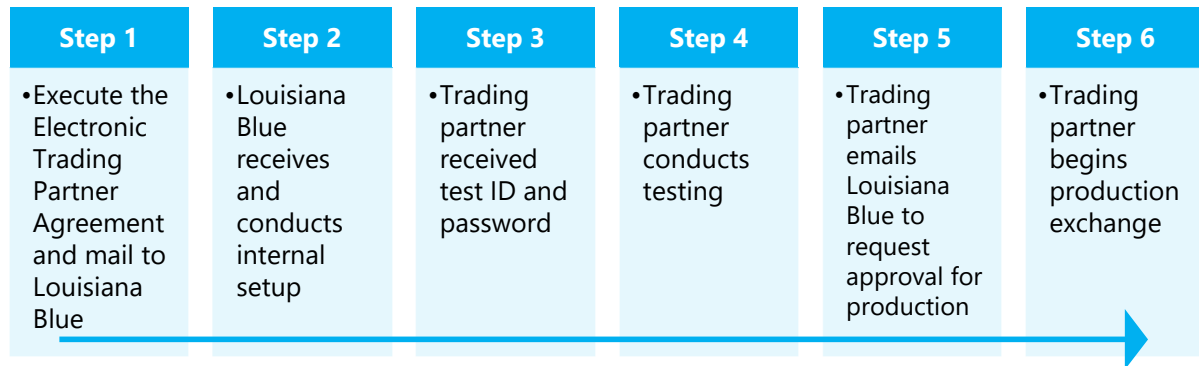 Step 1
•Execute the
Electronic
Trading
Partner
Agreement
and mail to
Louisiana
Blue
Step 2
•Louisiana
Blue
receives
and
conducts
internal
setup
Step 3
•Trading
partner
received
test ID and
password
Step 4
•Trading
partner
conducts
testing
Step 5
•Trading
partner
emails
Louisiana
Blue to
request
approval for
production
Step 6
•Trading
partner
begins
production
exchange